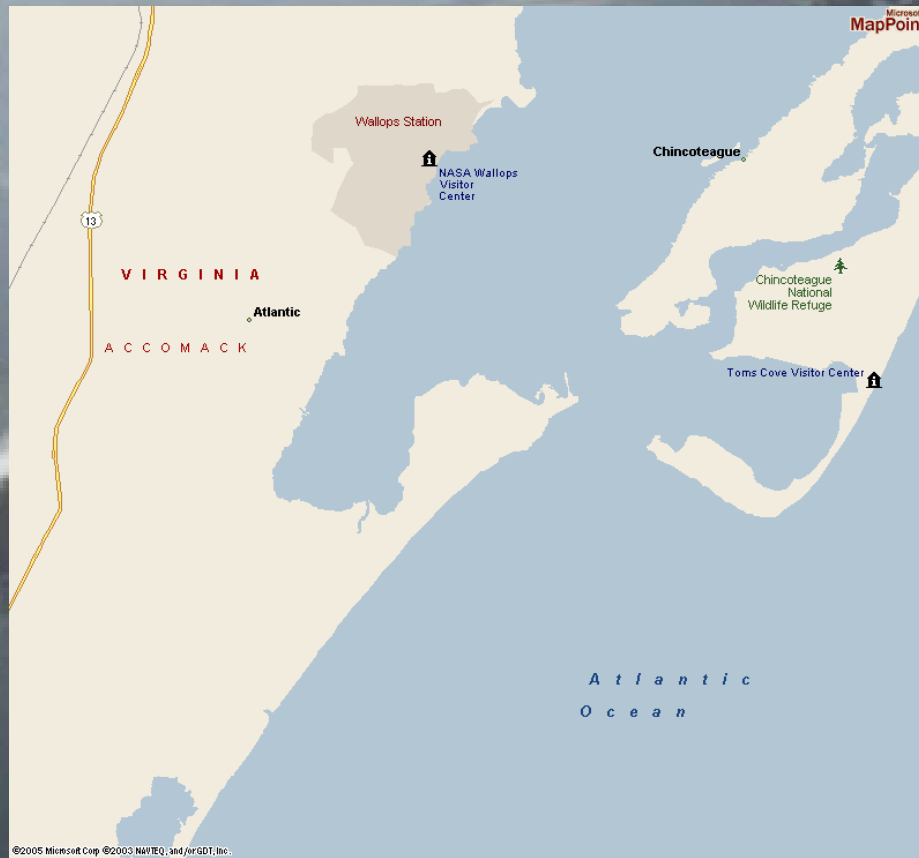 Microsof
MapPoin
Wallops Station
Chincoteague
NASA Wallops
Visitor
Center
13
VIRGINIA
Chincoteague
National
Wildlife Refuge
Atlantic
ACCOMACK
Toms Cove Visitor Center
Atlantic
Ocean
©2005 Microsoft Corp ©2003 NAVTEQ, and/or GDT, Inc.